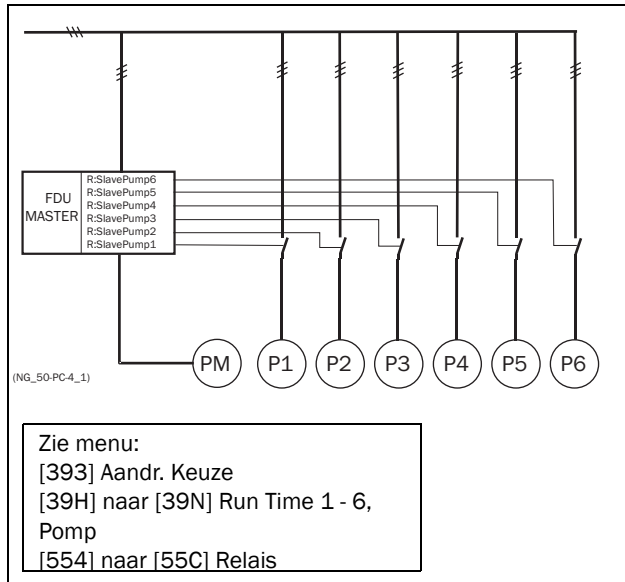 R:SlavePump6
R:SlavePump5
R:SlavePump4
R:SlavePump3
R:SlavePump2
R:SlavePump1
FDU
MASTER
PM
P1
P2
P3
P4
P5
P6
(NG_50-PC-4_1)
Zie menu:
[393] Aandr. Keuze
[39H] naar [39N] Run Time 1 - 6,
Pomp
[554] naar [55C] Relais